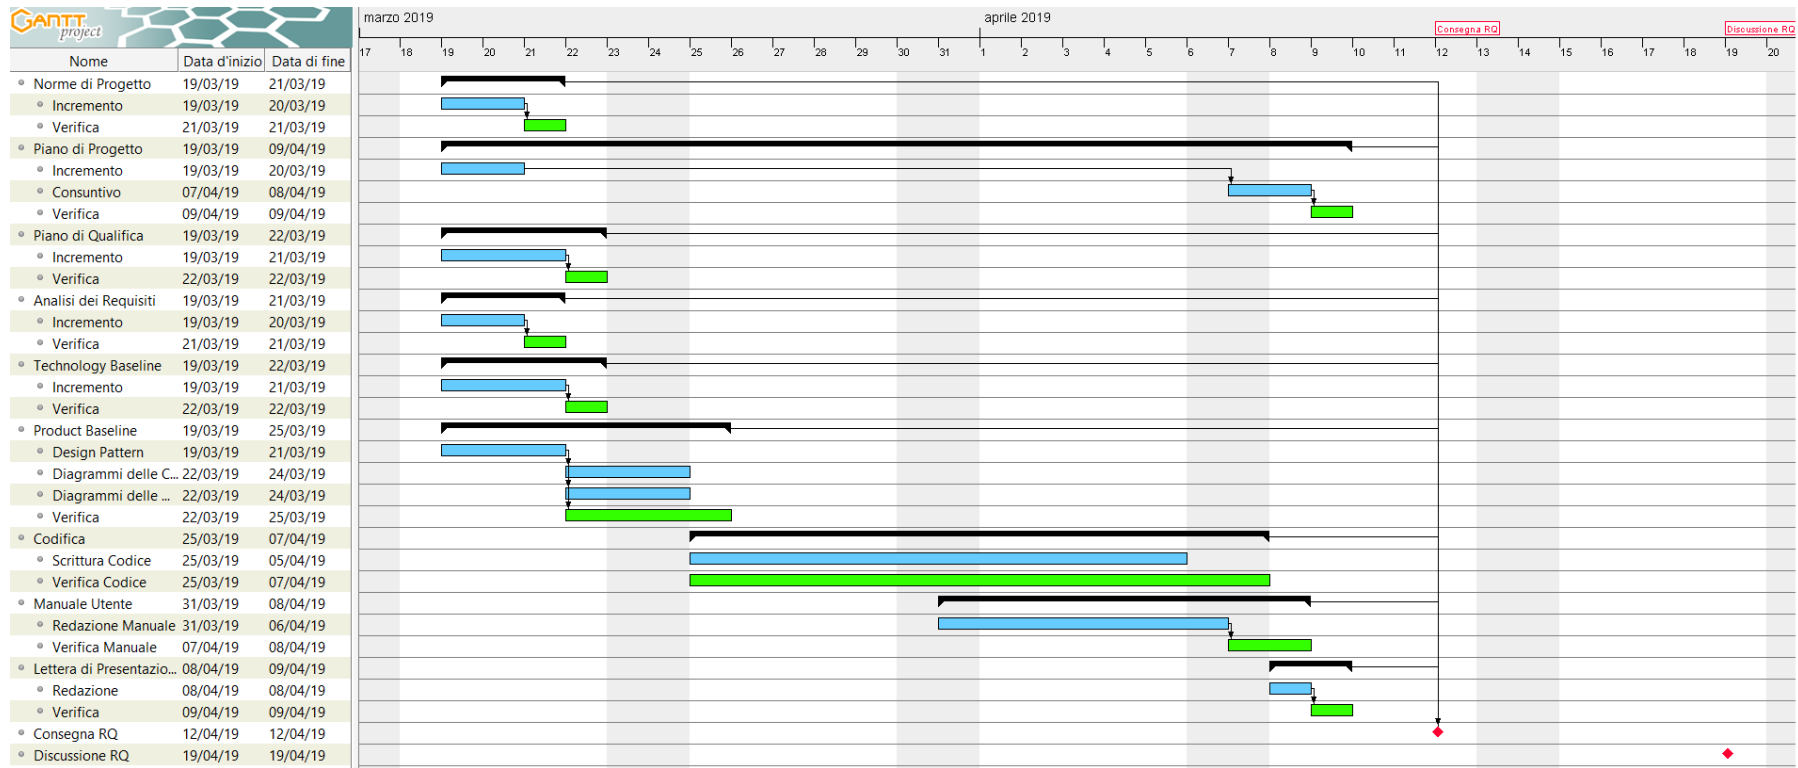 GANTT
project
marzo 2019
aprile 2019
Consegna RQ
Discussione RQ
17 18 19 20 21 22 23 24 25 26 27 28 29 30 31 1 2 3 4 5 6 7 8 9 10 11 12 13 14 15 16 17 18 19 20
Nome Data d'inizio Data di fine
Norme di Progetto 19/03/19 21/03/19
Incremento 19/03/19 20/03/19
Verifica 21/03/19 21/03/19
Piano di Progetto 19/03/19 09/04/19
Incremento 19/03/19 20/03/19
Consuntivo 07/04/19 08/04/19
Verifica 09/04/19 09/04/19
Piano di Qualifica 19/03/19 22/03/19
Incremento 19/03/19 21/03/19
Verifica 22/03/19 22/03/19
Analisi dei Requisiti 19/03/19 21/03/19
Incremento 19/03/19 20/03/19
Verifica 21/03/19 21/03/19
Technology Baseline 19/03/19 22/03/19
Incremento 19/03/19 21/03/19
Verifica 22/03/19 22/03/19
Product Baseline 19/03/19 25/03/19
Design Pattern 19/03/19 21/03/19
Diagrammi delle C... 22/03/19 24/03/19
Diagrammi delle ... 22/03/19 24/03/19
Verifica 22/03/19 25/03/19
Codifica 25/03/19 07/04/19
Scrittura Codice 25/03/19 05/04/19
Verifica Codice 25/03/19 07/04/19
Manuale Utente 31/03/19 08/04/19
Redazione Manuale 31/03/19 06/04/19
Verifica Manuale 07/04/19 08/04/19
Lettera di Presentazio... 08/04/19 09/04/19
Redazione 08/04/19 08/04/19
Verifica 09/04/19 09/04/19
Consegna RQ 12/04/19 12/04/19
Discussione RQ 19/04/19 19/04/19